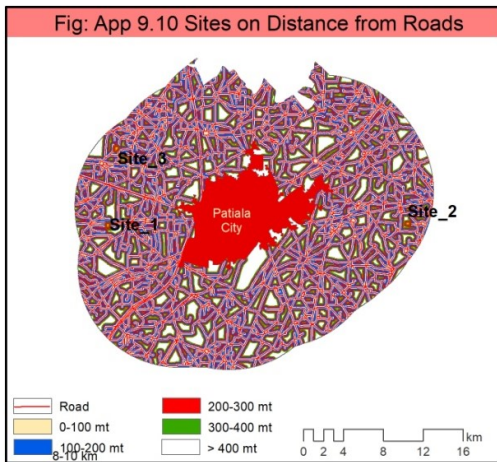 Fig: App 9.10 Sites on Distance from Roads
Site_3
Site_1
Patiala
City
Site_2
Road
0-100 mt
100-200 mt
8-10 km
200-300 mt
300-400 mt
> 400 mt
km
0 2 4 8 12 16